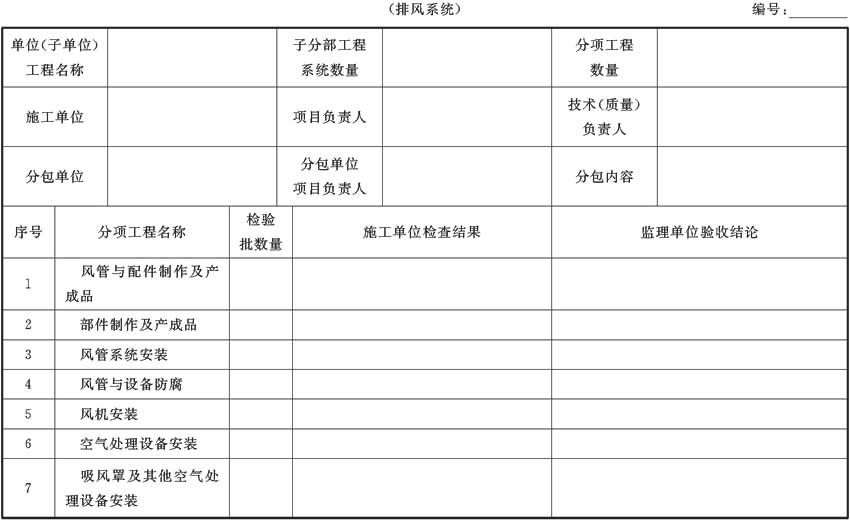 （排风系统）
编号：
单位（子单位）
工程名称
子分部工程
系统数量
分项工程
数量
施工单位
项目负责人
技术（质量）
负责人
分包单位
分包单位
项目负责人
分包内容
序号
分项工程名称
检验
批数量
施工单位检查结果
监理单位验收结论
1
风管与配件制作及产
成品
2
部件制作及产成品
3
风管系统安装
4
风管与设备防腐
5
风机安装
6
空气处理设备安装
7
吸风罩及其他空气处
理设备安装